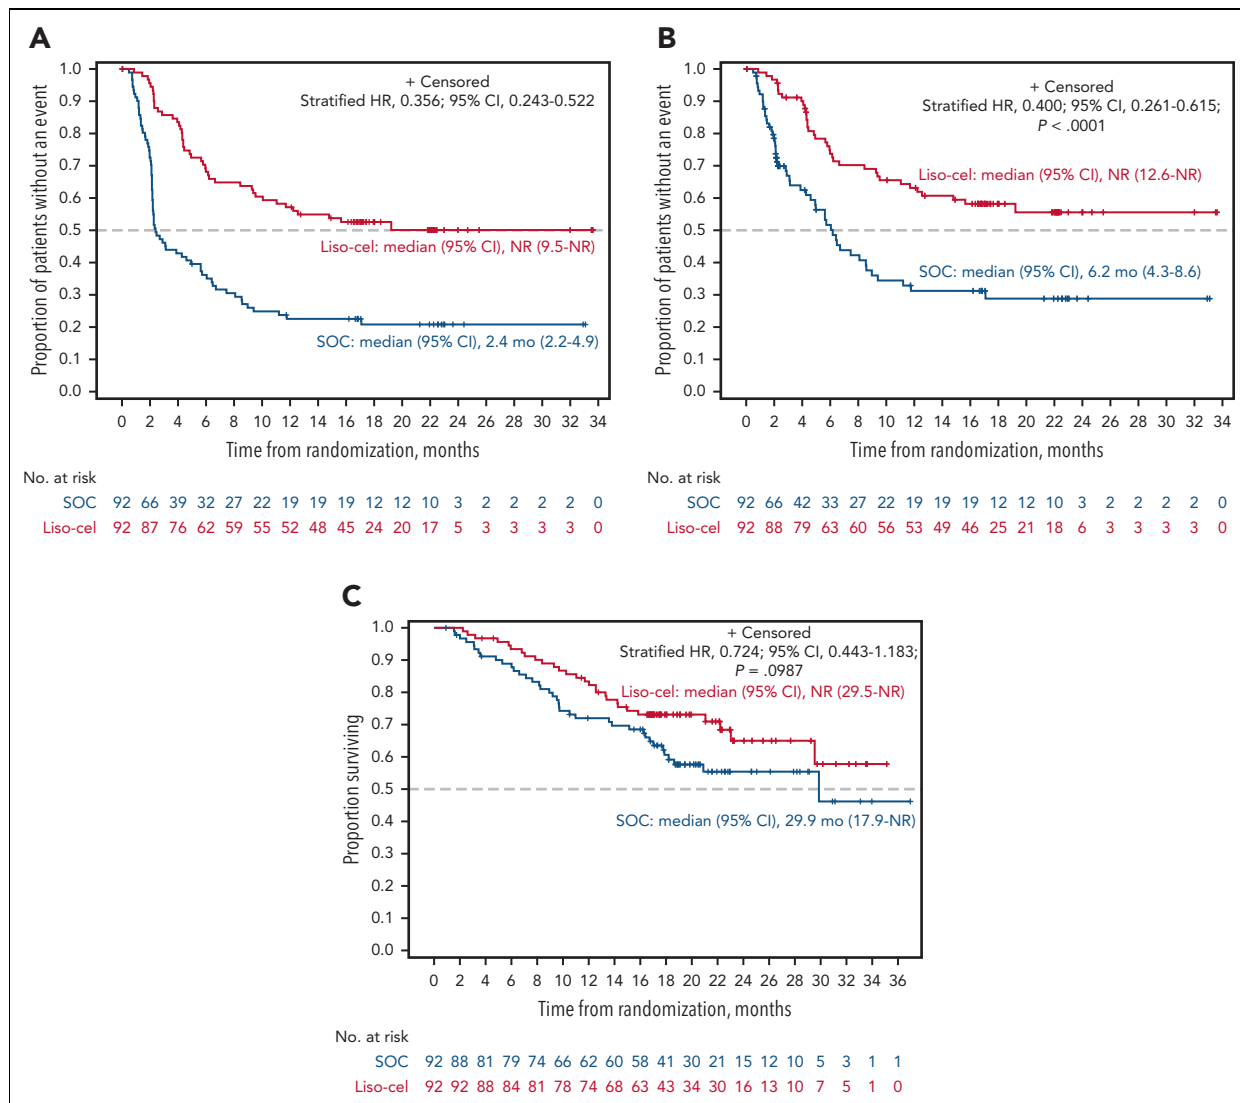 A
1.0
0.9
0.8
0.7
0.6
0.5
0.4
0.3
0.2
0.1
0.0
Proportion of patients without an event
+ Censored
Stratified HR, 0.356; 95% CI, 0.243-0.522
Liso-cel: median (95% CI), NR (9.5-NR)
SOC: median (95% CI), 2.4 mo (2.2-4.9)
0 2 4 6 8 10 12 14 16 18 20 22 24 26 28 30 32 34
Time from randomization, months
No. at risk
SOC 92 66 39 32 27 22 19 19 19 12 12 10 3 2 2 2 2 0
Liso-cel 92 87 76 62 59 55 52 48 45 24 20 17 5 3 3 3 3 0
B
1.0
0.9
0.8
0.7
0.6
0.5
0.4
0.3
0.2
0.1
0.0
Proportion of patients without an event
+ Censored
Stratified HR, 0.400; 95% CI, 0.261-0.615;
P < .0001
Liso-cel: median (95% CI), NR (12.6-NR)
SOC: median (95% CI), 6.2 mo (4.3-8.6)
0 2 4 6 8 10 12 14 16 18 20 22 24 26 28 30 32 34
Time from randomization, months
No. at risk
SOC 92 66 42 33 27 22 19 19 19 12 12 10 3 2 2 2 2 0
Liso-cel 92 88 79 63 60 56 53 49 46 25 21 18 6 3 3 3 3 0
C
1.0
0.9
0.8
0.7
0.6
0.5
0.4
0.3
0.2
0.1
0.0
Proportion surviving
+ Censored
Stratified HR, 0.724; 95% CI, 0.443-1.183;
P = .0987
Liso-cel: median (95% CI), NR (29.5-NR)
SOC: median (95% CI), 29.9 mo (17.9-NR)
0 2 4 6 8 10 12 14 16 18 20 22 24 26 28 30 32 34 36
Time from randomization, months
No. at risk
SOC 92 88 81 79 74 66 62 60 58 41 30 21 15 12 10 5 3 1 1
Liso-cel 92 92 88 84 81 78 74 68 63 43 34 30 16 13 10 7 5 1 0